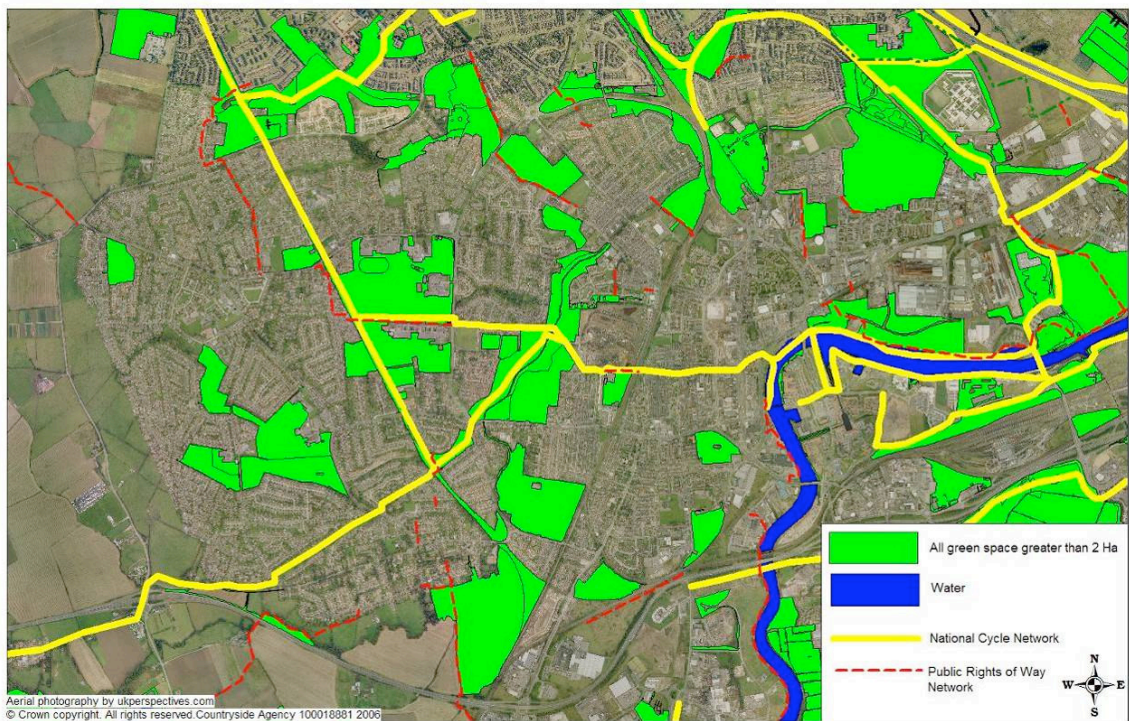 All green space greater than 2 Ha
Water
National Cycle Network
Public Rights of Way
Network
N
W E
S
Aerial photography by ukperspectives.com
© Crown copyright. All rights reserved.Countryside Agency 100018881 2006